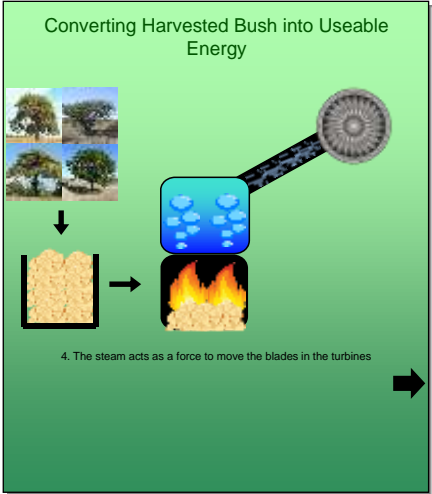 Converting Harvested Bush into Useable
Energy
4. The steam acts as a force to move the blades in the turbines